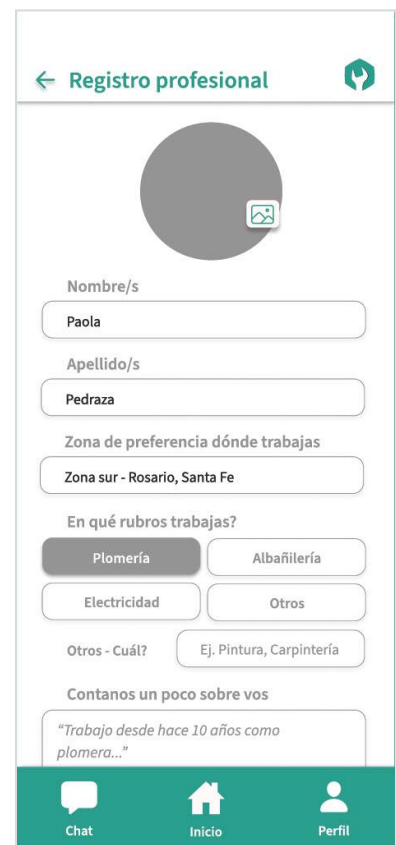 Registro profesional
Nombre/s
Paola
Apellido/s
Pedraza
Zona de preferencia dónde trabajas
Zona sur - Rosario, Santa Fe
En qué rubros trabajas?
Plomería
Albañilería
Electricidad
Otros
Otros - Cuál?
Ej. Pintura, Carpintería
Contanos un poco sobre vos
“Trabajo desde hace 10 años como
plomera...”
Chat
Inicio
Perfil